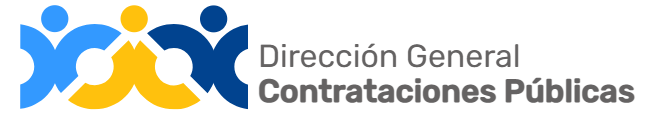 Dirección General
Contrataciones Públicas